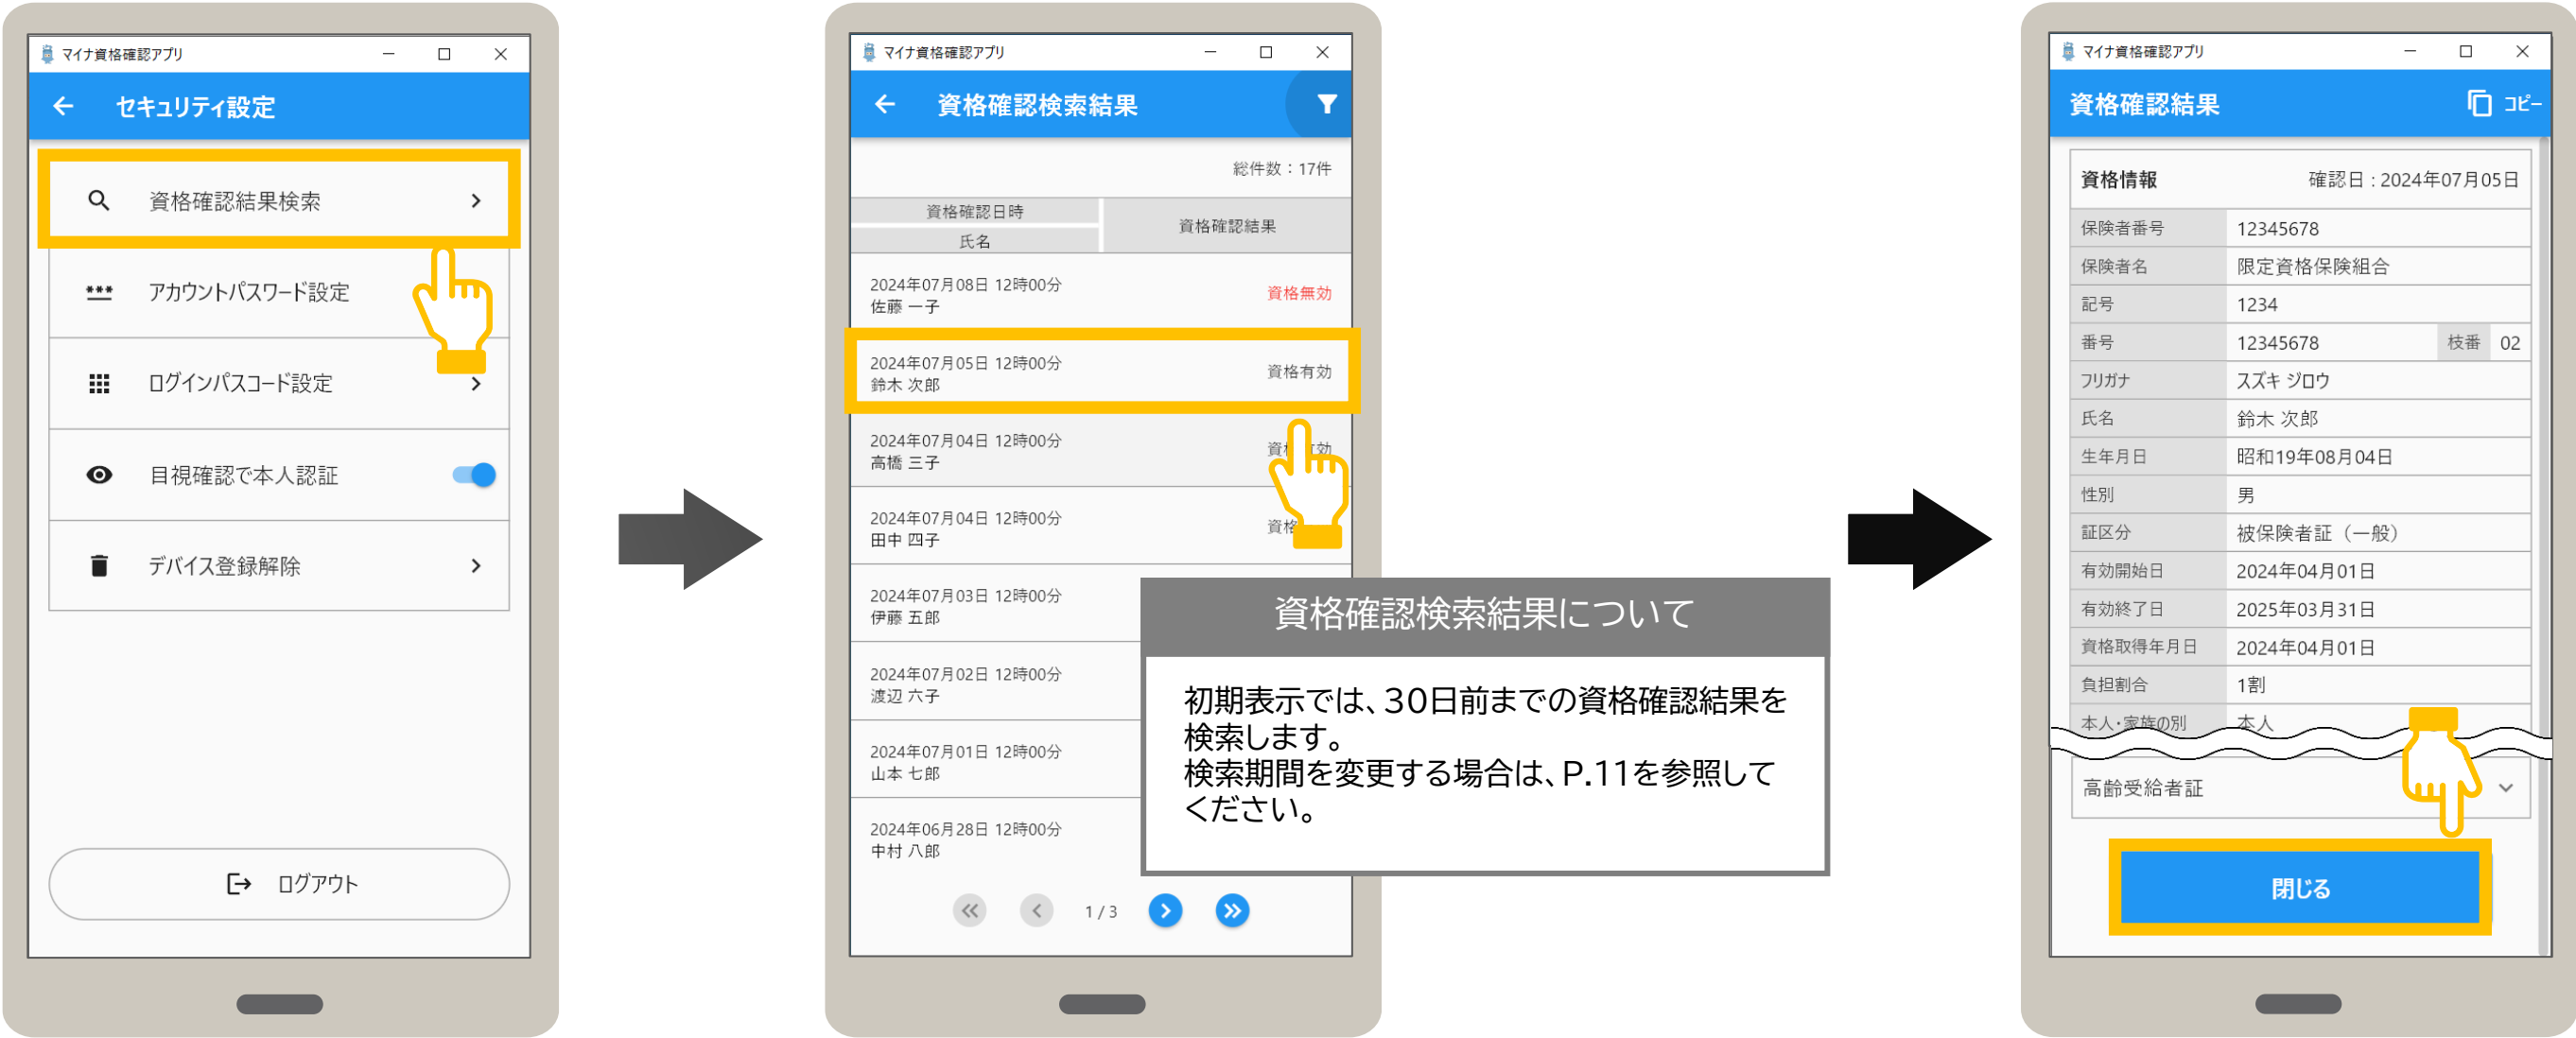 マイナ資格確認アプリ
セキュリティ設定
資格確認結果検索
アカウントパスワード設定
ログインパスコード設定
目視確認で本人認証
デバイス登録解除
ログアウト
マイナ資格確認アプリ
資格確認検索結果
総件数：17件
資格確認日時
氏名
資格確認結果
2024年07月08日 12時00分
佐藤 一子
資格無効
2024年07月05日 12時00分
鈴木 次郎
資格有効
2024年07月04日 12時00分
高橋 三子
2024年07月04日 12時00分
田中 四子
資格
2024年07月03日 12時00分
伊藤 五郎
2024年07月02日 12時00分
渡辺 六子
2024年07月01日 12時00分
山本 七郎
2024年06月28日 12時00分
中村 八郎
1 / 3
資格確認検索結果について
初期表示では、30日前までの資格確認結果を
検索します。
検索期間を変更する場合は、P.11を参照して
ください。
マイナ資格確認アプリ
資格確認結果 コピー
資格情報 確認日 : 2024年07月05日
保険者番号 12345678
保険者名 限定資格保険組合
記号 1234
番号 12345678 枝番 02
フリガナ スズキ ジロウ
氏名 鈴木 次郎
生年月日 昭和19年08月04日
性別 男
証区分 被保険者証（一般）
有効開始日 2024年04月01日
有効終了日 2025年03月31日
資格取得年月日 2024年04月01日
負担割合 1割
本人・家族の別 本人
高齢受給者証
閉じる